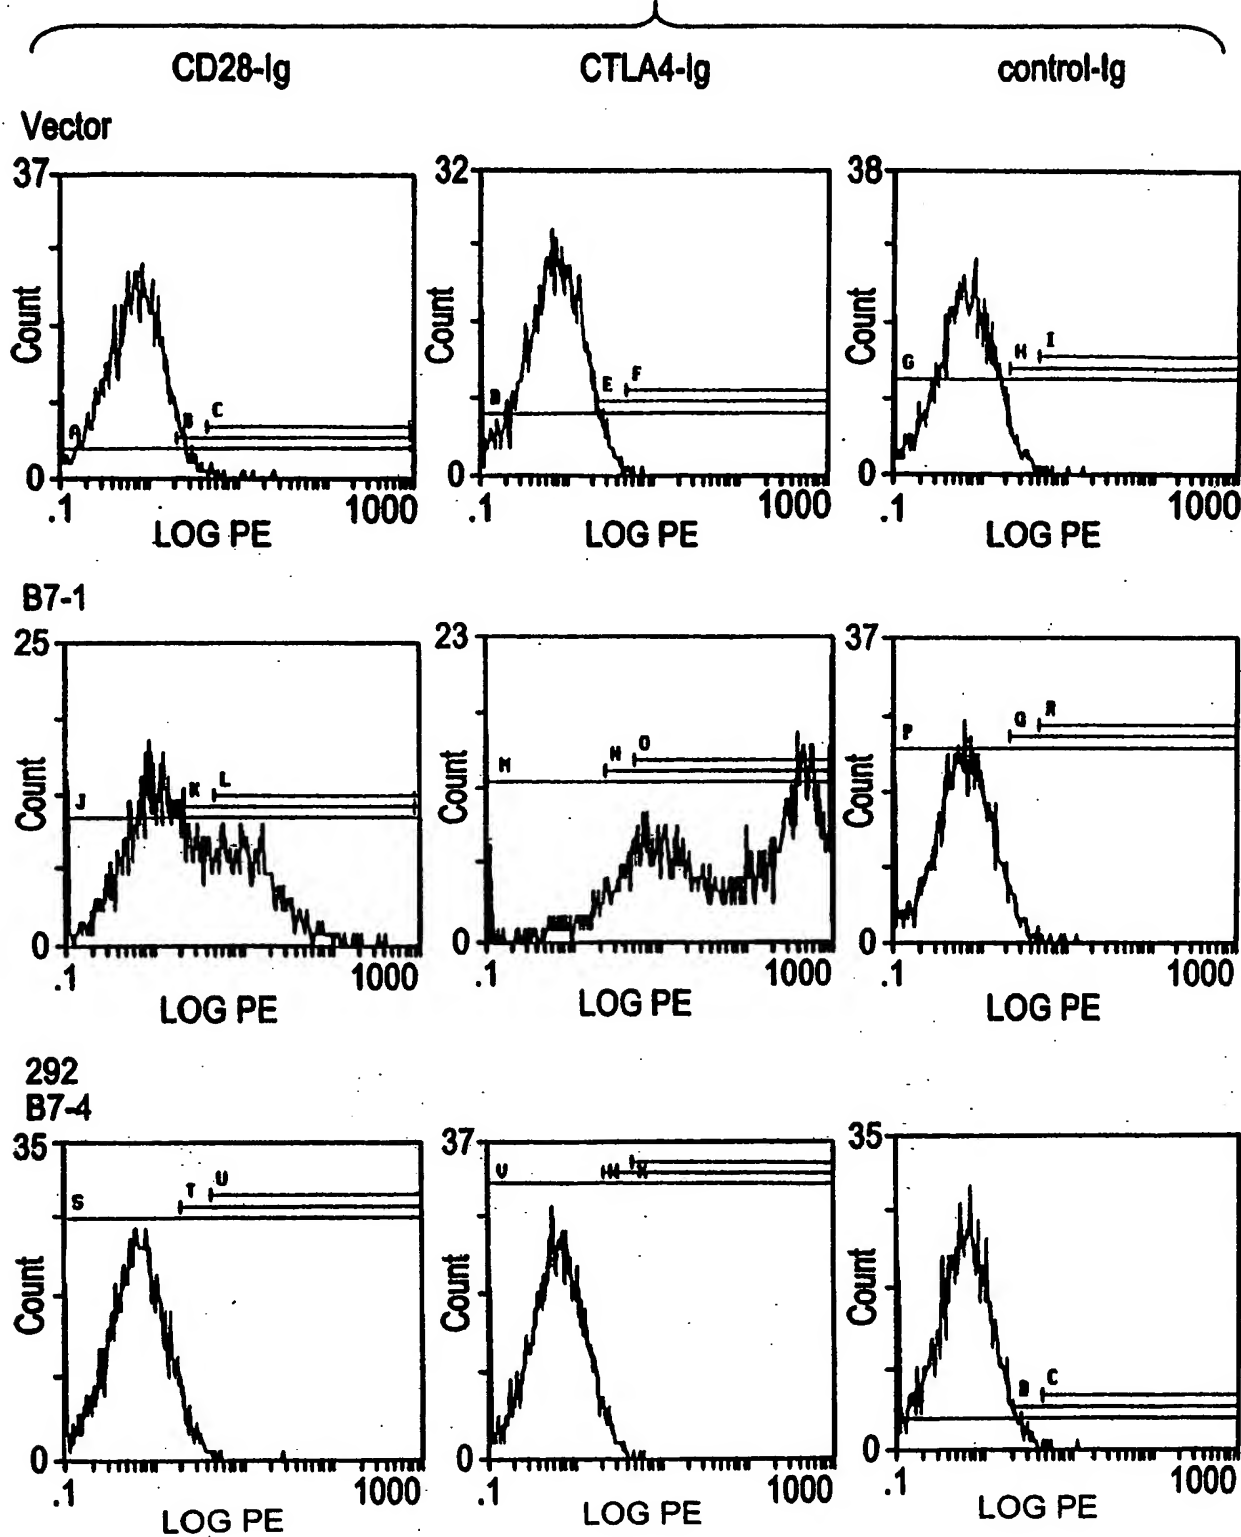 CD28-Ig CTLA4-Ig control-Ig
Vector
37 32 38
Count Count Count
A B C
E F
G H I
0 0 0
.1 1000 .1 1000 .1 1000
LOG PE LOG PE LOG PE
B7-1
25 23 37
Count Count Count
J K L
M N O
P G R
0 0 0
.1 1000 .1 1000 .1 1000
LOG PE LOG PE LOG PE
292
B7-4
35 37 35
Count Count Count
S T U
V
B C
0 0 0
.1 1000 .1 1000 .1 1000
LOG PE LOG PE LOG PE